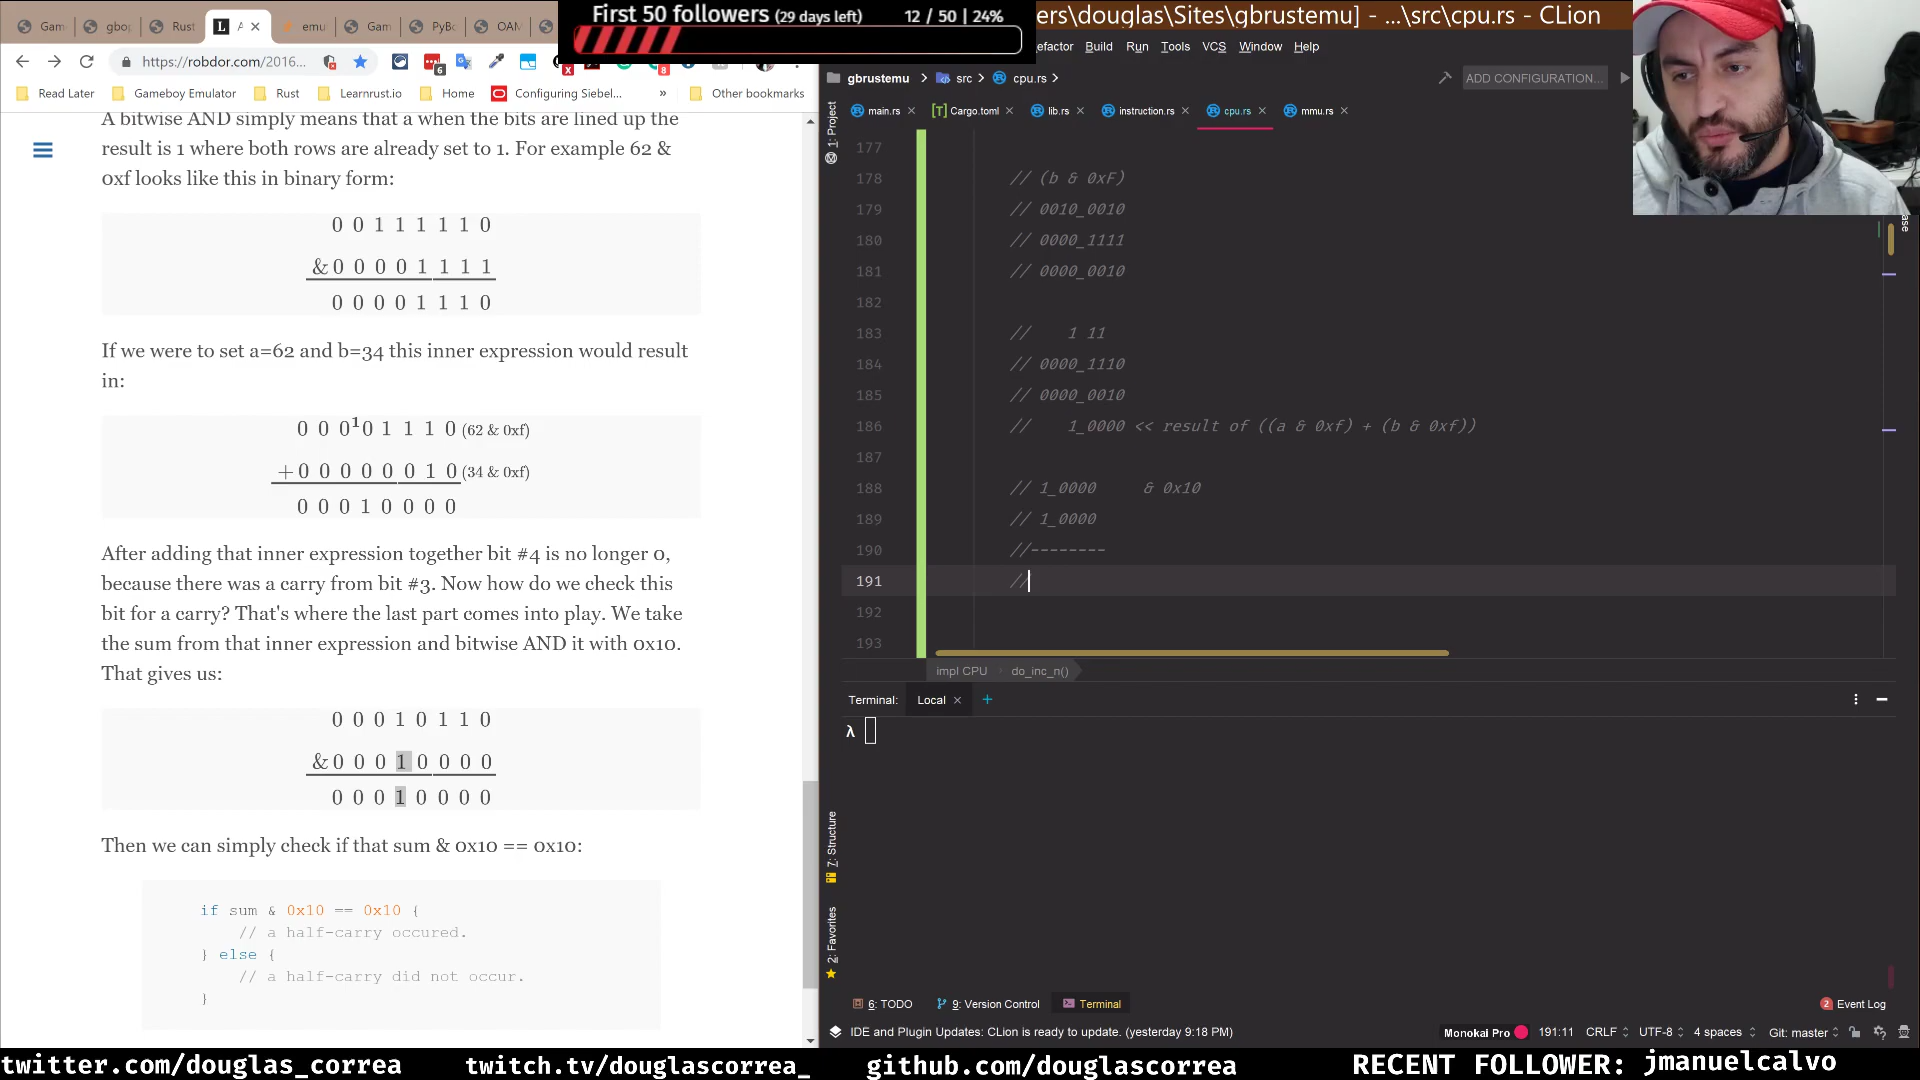 First 50 followers (29 days left) 12 / 50 | 24%
ers\douglas\Sites\gbrustemu] - ...\src\cpu.rs - CLion
Gam
gbo
Rust
L
emu
Gam
PyBo
OAM
efactor Build Run Tools VCS Window Help
https://robdor.com/2016...
6
x
8
gbrustemu
src
cpu.rs
ADD CONFIGURATION...
Read Later
Gameboy Emulator
Rust
Learnrust.io
Home
Configuring Siebel...
»
Other bookmarks
main.rs
Cargo.toml
lib.rs
instruction.rs
cpu.rs
mmu.rs
1: Project
A bitwise AND simply means that a when the bits are lined up the
result is 1 where both rows are already set to 1. For example 62 &
0xf looks like this in binary form:
0 0 1 1 1 1 1 0
&0 0 0 0 1 1 1 1
0 0 0 0 1 1 1 0
If we were to set a=62 and b=34 this inner expression would result
in:
0 0 0¹0 1 1 1 0 (62 & 0xf)
+0 0 0 0 0 0 1 0 (34 & 0xf)
0 0 0 1 0 0 0 0
After adding that inner expression together bit #4 is no longer 0,
because there was a carry from bit #3. Now how do we check this
bit for a carry? That's where the last part comes into play. We take
the sum from that inner expression and bitwise AND it with 0x10.
That gives us:
0 0 0 1 0 1 1 0
&0 0 0 1 0 0 0 0
0 0 0 1 0 0 0 0
Then we can simply check if that sum & 0x10 == 0x10:
if sum & 0x10 == 0x10 {
// a half-carry occured.
} else {
// a half-carry did not occur.
}
177
178 // (b & 0xF)
179 // 0010_0010
180 // 0000_1111
181 // 0000_0010
182
183 //    1 11
184 // 0000_1110
185 // 0000_0010
186 //    1_0000 << result of ((a & 0xf) + (b & 0xf))
187
188 // 1_0000     & 0x10
189 // 1_0000
190 //--------
191 //
192
193
impl CPU
do_inc_n()
Terminal: Local
λ
7: Structure
2: Favorites
6: TODO
9: Version Control
Terminal
2 Event Log
IDE and Plugin Updates: CLion is ready to update. (yesterday 9:18 PM)
Monokai Pro
191:11
CRLF
UTF-8
4 spaces
Git: master
twitter.com/douglas_correa
twitch.tv/douglascorrea_
github.com/douglascorrea
RECENT FOLLOWER: jmanuelcalvo